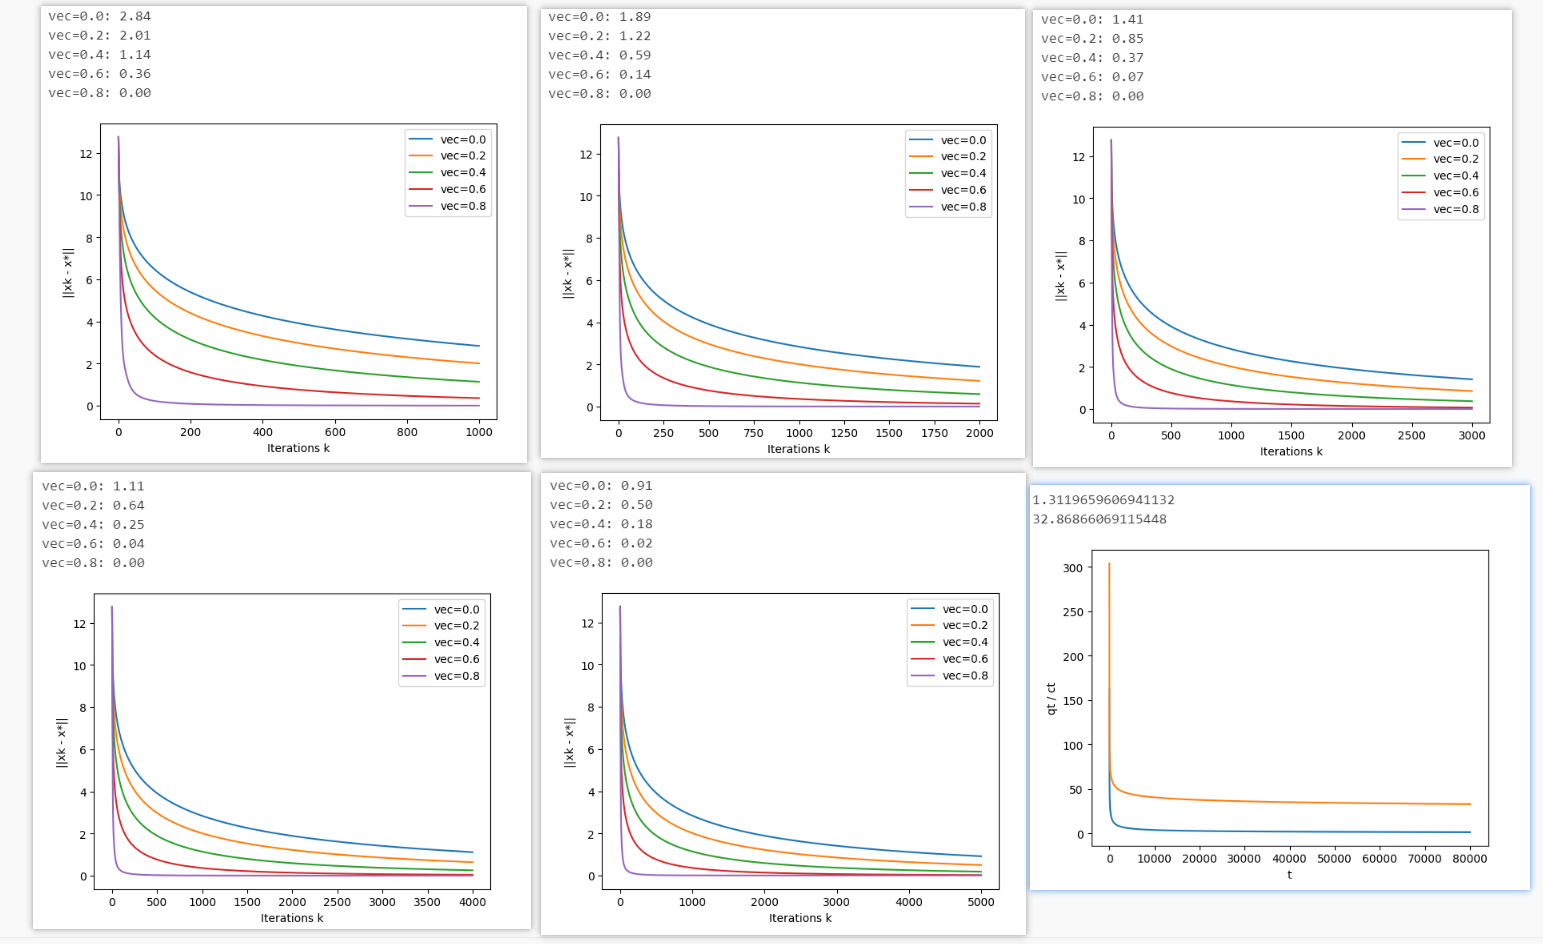 vec=0.0: 2.84
vec=0.2: 2.01
vec=0.4: 1.14
vec=0.6: 0.36
vec=0.8: 0.00
12
10
8
6
4
2
0
||xk - x*||
vec=0.0
vec=0.2
vec=0.4
vec=0.6
vec=0.8
0 200 400 600 800 1000
Iterations k
vec=0.0: 1.89
vec=0.2: 1.22
vec=0.4: 0.59
vec=0.6: 0.14
vec=0.8: 0.00
12
10
8
6
4
2
0
||xk - x*||
vec=0.0
vec=0.2
vec=0.4
vec=0.6
vec=0.8
0 250 500 750 1000 1250 1500 1750 2000
Iterations k
vec=0.0: 1.41
vec=0.2: 0.85
vec=0.4: 0.37
vec=0.6: 0.07
vec=0.8: 0.00
12
10
8
6
4
2
0
||xk - x*||
vec=0.0
vec=0.2
vec=0.4
vec=0.6
vec=0.8
0 500 1000 1500 2000 2500 3000
Iterations k
vec=0.0: 1.11
vec=0.2: 0.64
vec=0.4: 0.25
vec=0.6: 0.04
vec=0.8: 0.00
12
10
8
6
4
2
0
||xk - x*||
vec=0.0
vec=0.2
vec=0.4
vec=0.6
vec=0.8
0 500 1000 1500 2000 2500 3000 3500 4000
Iterations k
vec=0.0: 0.91
vec=0.2: 0.50
vec=0.4: 0.18
vec=0.6: 0.02
vec=0.8: 0.00
12
10
8
6
4
2
0
||xk - x*||
vec=0.0
vec=0.2
vec=0.4
vec=0.6
vec=0.8
0 1000 2000 3000 4000 5000
Iterations k
1.3119659606941132
32.86866069115448
300
250
200
150
100
50
0
qt / ct
0 10000 20000 30000 40000 50000 60000 70000 80000
t